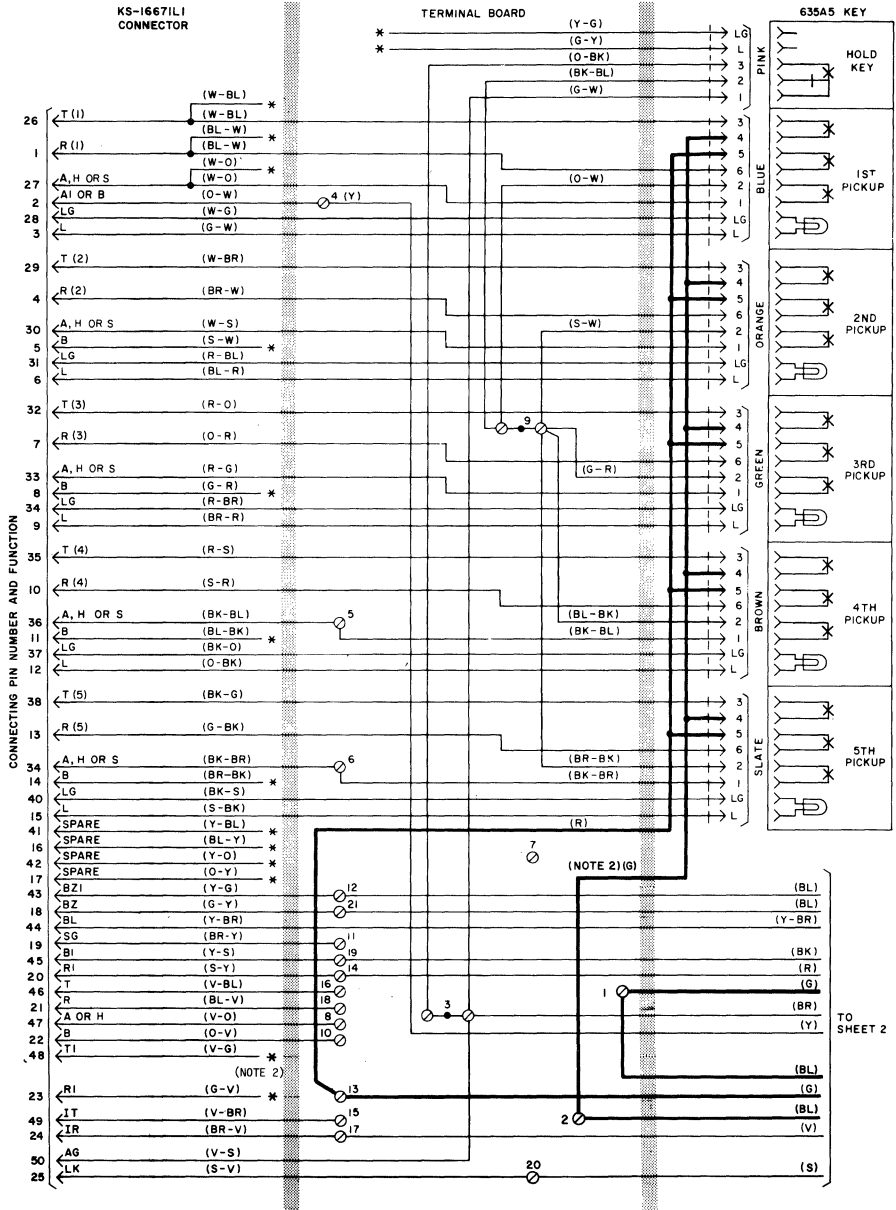 KS-16671L1 CONNECTOR
TERMINAL BOARD
635A5 KEY
CONNECTING PIN NUMBER AND FUNCTION
* (Y-G) LG
* (G-Y) L
(O-BK) 3
(BK-BL) 2
(G-W) 1
PINK
HOLD KEY
(W-BL) *
26 T (1) (W-BL) 3
(BL-W) * 4
1 R (1) (BL-W) 5
(W-O) * 6
27 A, H OR S (W-O) (O-W) 2
2 A1 OR B (O-W) 4 (Y) 1
28 LG (W-G) LG
3 L (G-W) L
BLUE
1ST PICKUP
29 T (2) (W-BR) 3
4
4 R (2) (BR-W) 5
6
30 A, H OR S (W-S) (S-W) 2
5 B (S-W) * 1
31 LG (R-BL) LG
6 L (BL-R) L
ORANGE
2ND PICKUP
32 T (3) (R-O) 3
9 4
7 R (3) (O-R) 5
6
33 A, H OR S (R-G) (G-R) 2
8 B (G-R) * 1
34 LG (R-BR) LG
9 L (BR-R) L
GREEN
3RD PICKUP
35 T (4) (R-S) 3
4
10 R (4) (S-R) 5
6
36 A, H OR S (BK-BL) 5 (BL-BK) 2
11 B (BL-BK) * (BK-BL) 1
37 LG (BK-O) LG
12 L (O-BK) L
BROWN
4TH PICKUP
38 T (5) (BK-G) 3
4
13 R (5) (G-BK) 5
6
34 A, H OR S (BK-BR) 6 (BR-BK) 2
14 B (BR-BK) * (BK-BR) 1
40 LG (BK-S) LG
15 L (S-BK) L
SLATE
5TH PICKUP
41 SPARE (Y-BL) * (R)
16 SPARE (BL-Y) *
42 SPARE (Y-O) * 7
17 SPARE (O-Y) * (NOTE 2) (G)
43 BZ1 (Y-G) 12 (BL)
18 BZ (G-Y) 21 (BL)
44 BL (Y-BR) (Y-BR)
19 SG (BR-Y) 11
45 B1 (Y-S) 19 (BK)
20 R1 (S-Y) 14 (R)
46 T (V-BL) 16 1 (G)
21 R (BL-V) 18
47 A OR H (V-O) 8 3 (BR)
22 B (O-V) 10 (Y)
TO SHEET 2
48 T1 (V-G) *
(NOTE 2) (BL)
23 R1 (G-V) * 13 (G)
49 IT (V-BR) 15 2 (BL)
24 IR (BR-V) 17 (V)
50 AG (V-S)
25 LK (S-V) 20 (S)